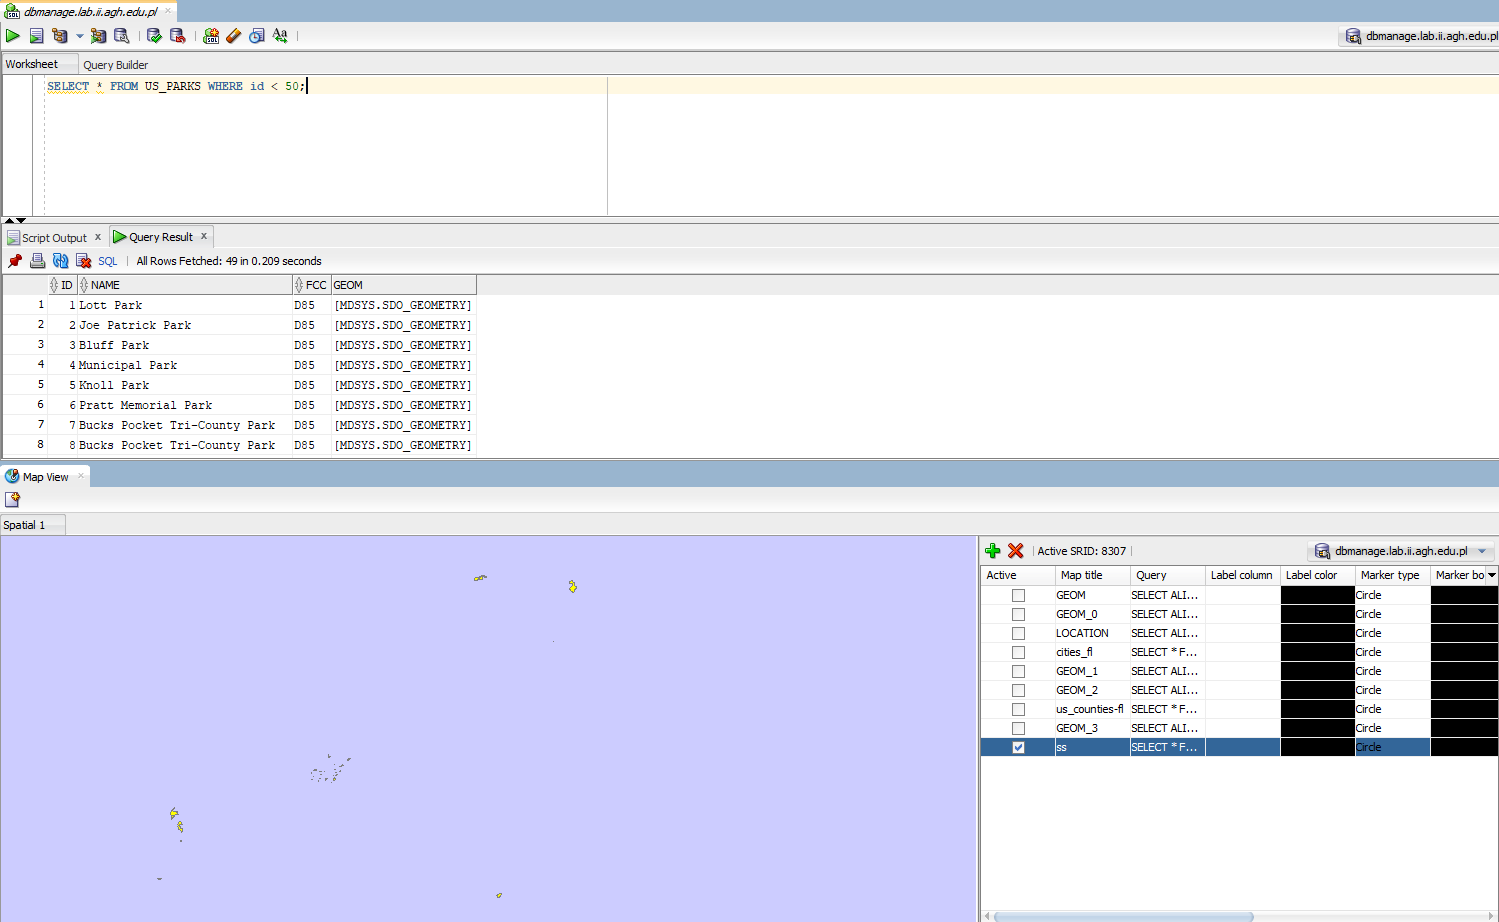 dbmanage.lab.ii.agh.edu.pl
Aa
dbmanage.lab.ii.agh.edu.pl
Worksheet Query Builder
SELECT * FROM US_PARKS WHERE id < 50;
Script Output x Query Result x
SQL All Rows Fetched: 49 in 0.209 seconds
ID NAME FCC GEOM
1 1 Lott Park D85 [MDSYS.SDO_GEOMETRY]
2 2 Joe Patrick Park D85 [MDSYS.SDO_GEOMETRY]
3 3 Bluff Park D85 [MDSYS.SDO_GEOMETRY]
4 4 Municipal Park D85 [MDSYS.SDO_GEOMETRY]
5 5 Knoll Park D85 [MDSYS.SDO_GEOMETRY]
6 6 Pratt Memorial Park D85 [MDSYS.SDO_GEOMETRY]
7 7 Bucks Pocket Tri-County Park D85 [MDSYS.SDO_GEOMETRY]
8 8 Bucks Pocket Tri-County Park D85 [MDSYS.SDO_GEOMETRY]
Map View
Spatial 1
Active SRID: 8307 dbmanage.lab.ii.agh.edu.pl
Active Map title Query Label column Label color Marker type Marker bo
GEOM SELECT ALI... Circle
GEOM_0 SELECT ALI... Circle
LOCATION SELECT ALI... Circle
cities_fl SELECT * F... Circle
GEOM_1 SELECT ALI... Circle
GEOM_2 SELECT ALI... Circle
us_counties-fl SELECT * F... Circle
GEOM_3 SELECT ALI... Circle
ss SELECT * F... Circle